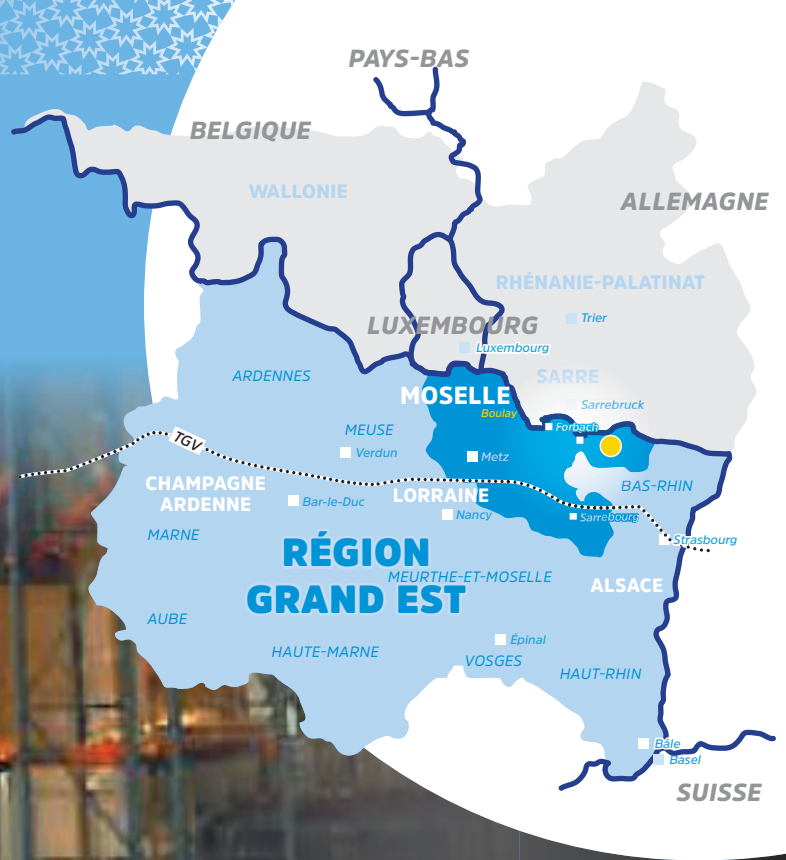 PAYS-BAS
BELGIQUE
WALLONIE
ALLEMAGNE
RHÉNANIE-PALATINAT
LUXEMBOURG
Trier
Luxembourg
ARDENNES
SARRE
MOSELLE
Sarrebruck
Boulay
MEUSE
Forbach
TGV
Verdun
Metz
CHAMPAGNE
ARDENNE
LORRAINE
BAS-RHIN
Bar-le-Duc
Nancy
Sarrebourg
MARNE
Strasbourg
RÉGION
GRAND EST
MEURTHE-ET-MOSELLE
ALSACE
AUBE
Épinal
HAUTE-MARNE
VOSGES
HAUT-RHIN
Bâle
Basel
SUISSE